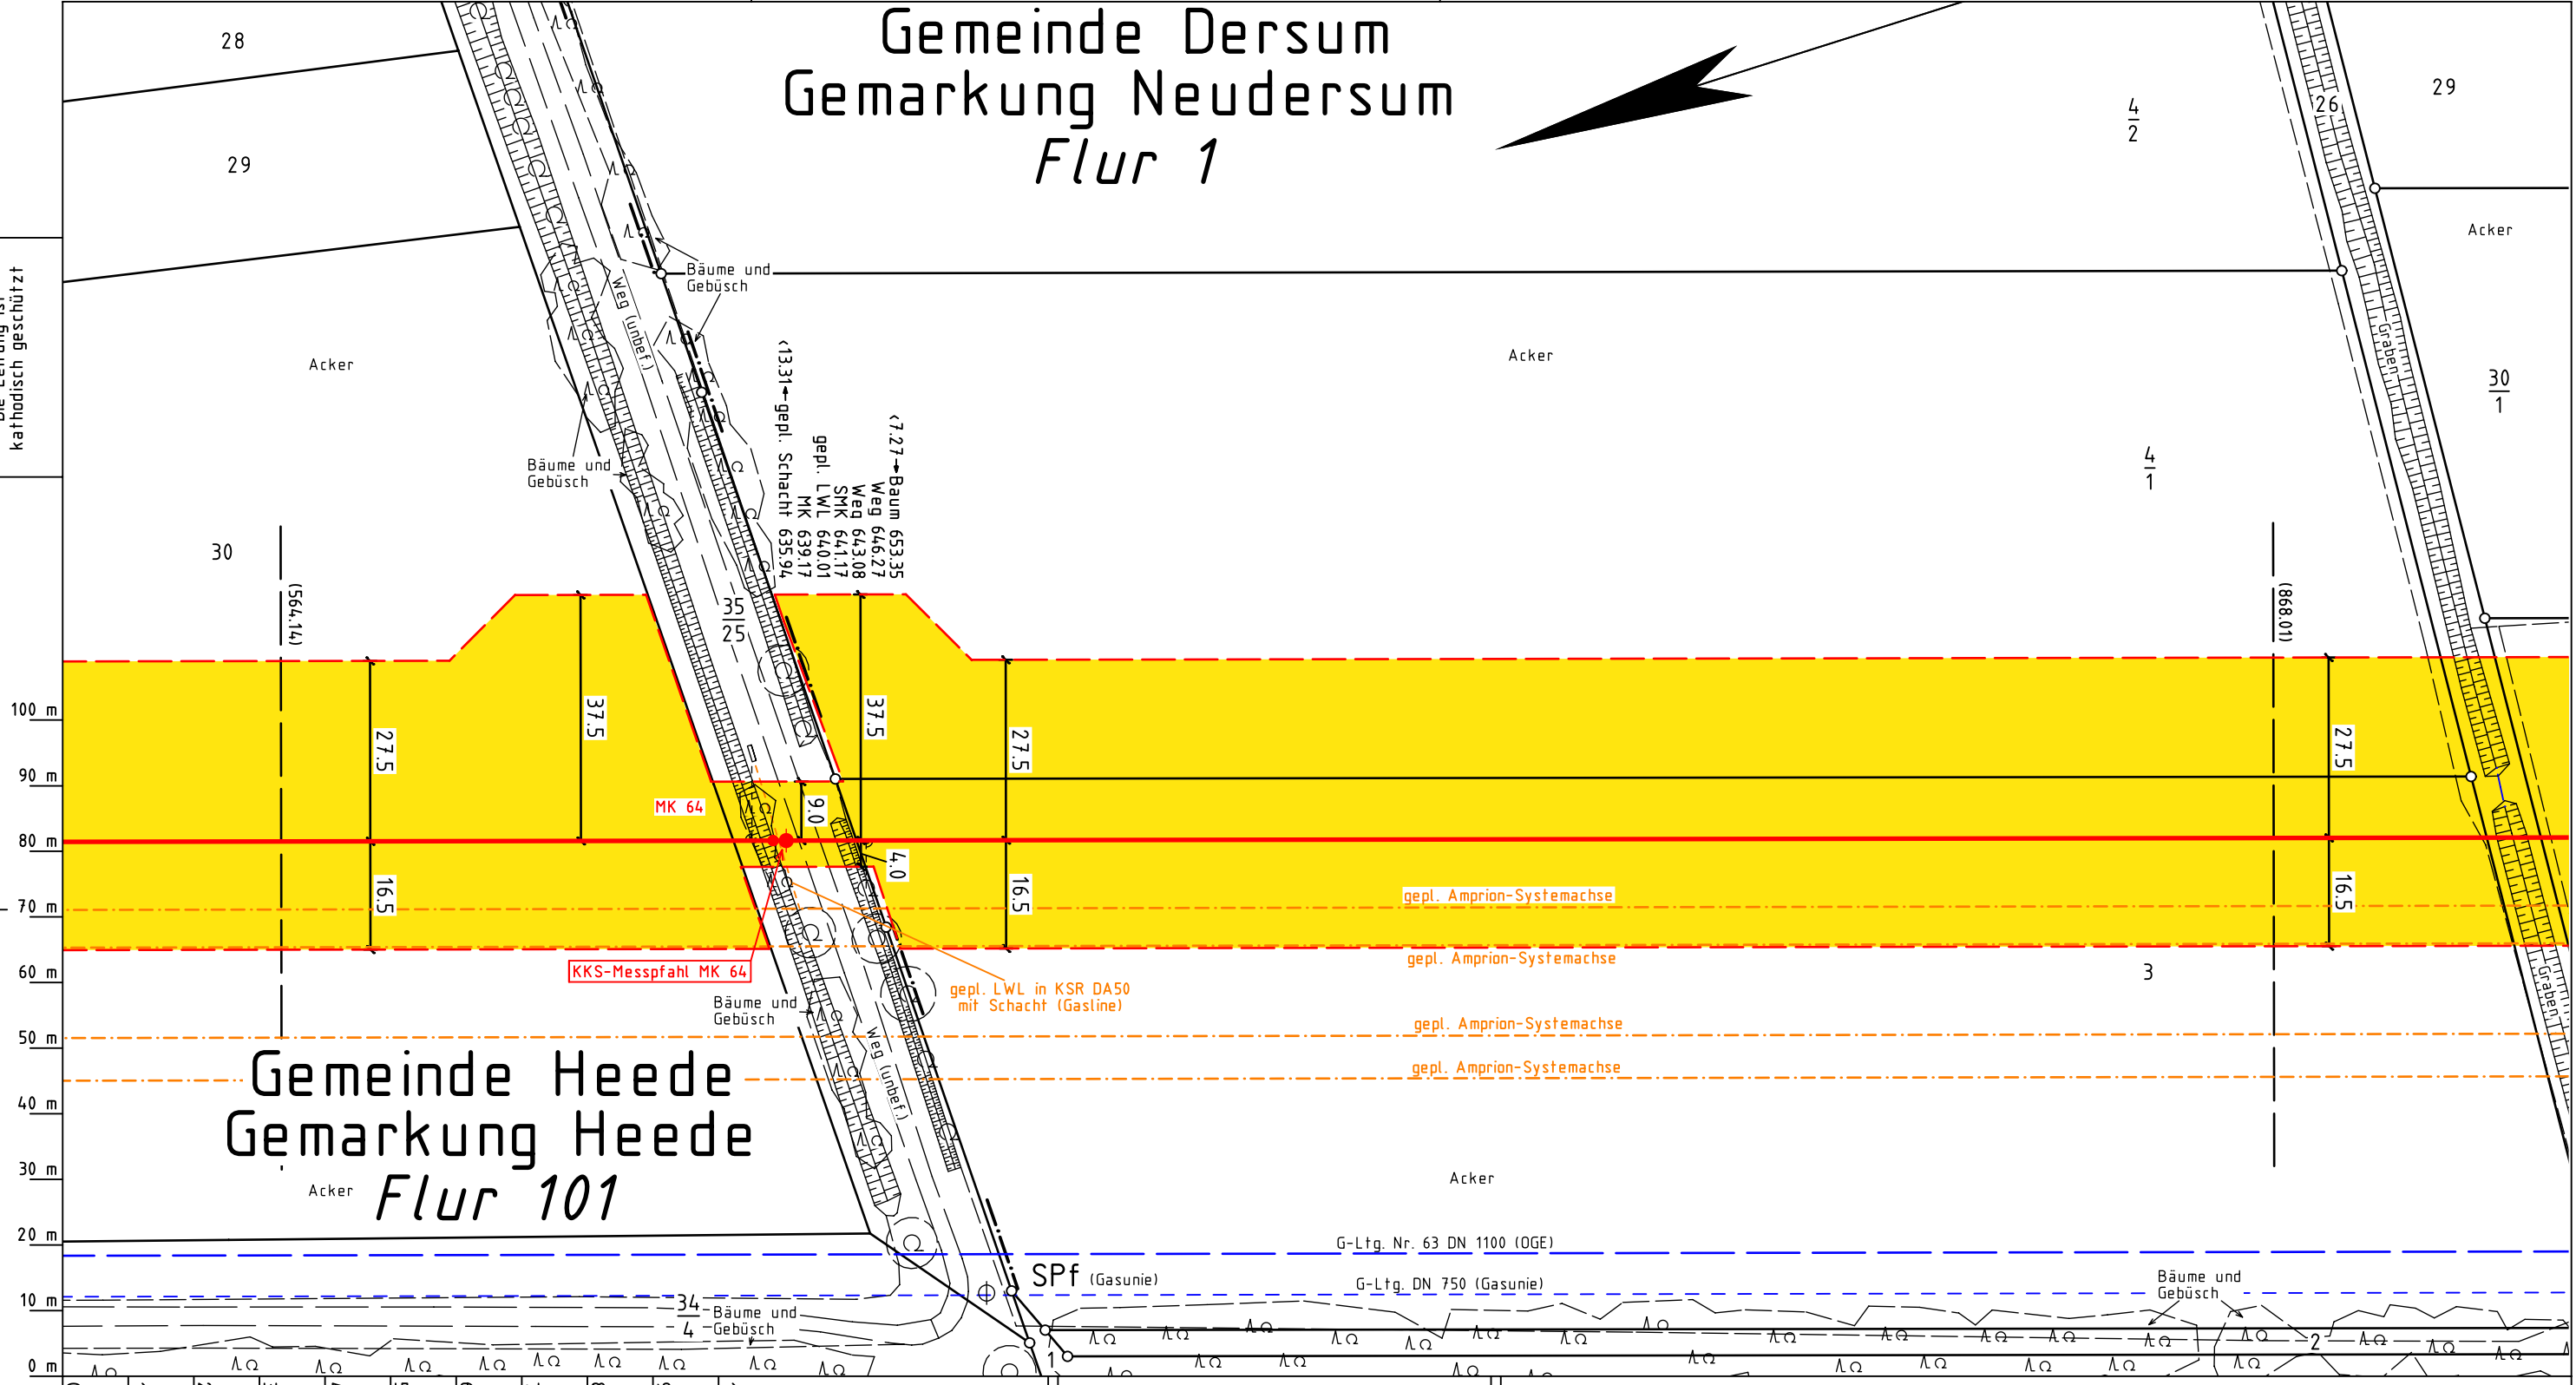 Gemeinde Dersum
Gemarkung Neudersum
Flur 1
28
29
30
Acker
kathodisch geschützt
Bäume und
Gebüsch
Weg (unbef.)
Bäume und
Gebüsch
35
25
(564.14)
<13.31 gepl. Schacht 635.94
MK 639.17
gepl. LWL 640.01
SMK 641.17
Weg 643.08
Weg 646.27
<7.27 Baum 653.35
Acker
4
2
4
1
26
29
Acker
30
1
Graben
(868.01)
100 m
90 m
80 m
70 m
60 m
50 m
40 m
30 m
20 m
10 m
0 m
27.5
37.5
37.5
27.5
27.5
MK 64
9.0
4.0
16.5
16.5
16.5
gepl. Amprion-Systemachse
gepl. Amprion-Systemachse
KKS-Messpfahl MK 64
gepl. LWL in KSR DA50
mit Schacht (Gasline)
3
Graben
Bäume und
Gebüsch
gepl. Amprion-Systemachse
Weg (unbef.)
gepl. Amprion-Systemachse
Gemeinde Heede
Gemarkung Heede
Flur 101
Acker
Acker
G-Ltg. Nr. 63 DN 1100 (OGE)
SPf (Gasunie)
G-Ltg. DN 750 (Gasunie)
Bäume und
Gebüsch
34
4
Bäume und
Gebüsch
1
2